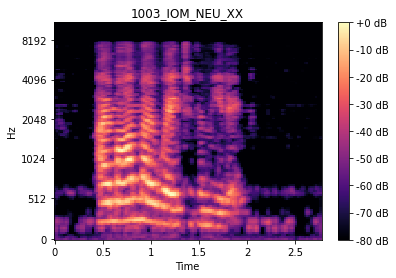 1003_IOM_NEU_XX
+0 dB
8192
-10 dB
4096
-20 dB
-30 dB
2048
Hz
-40 dB
1024
-50 dB
512
-60 dB
-70 dB
0
-80 dB
0 0.5 1 1.5 2 2.5
Time